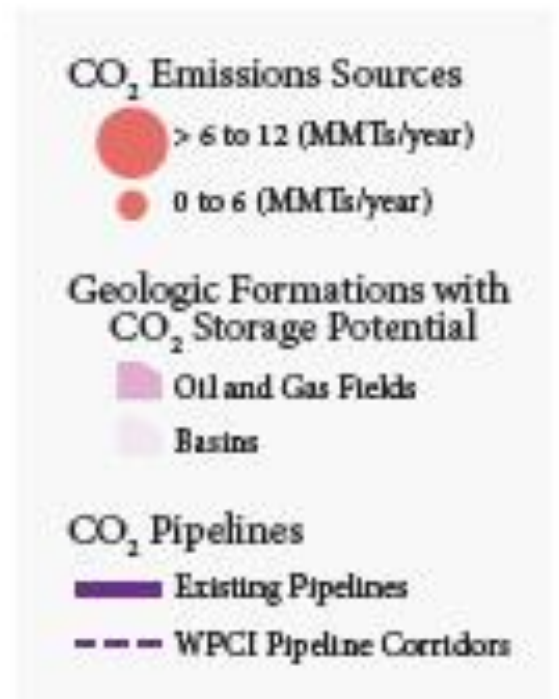 CO₂ Emissions Sources
> 6 to 12 (MMTs/year)
0 to 6 (MMTs/year)
Geologic Formations with
CO₂ Storage Potential
Oil and Gas Fields
Basins
CO₂ Pipelines
Existing Pipelines
WPCI Pipeline Corridors